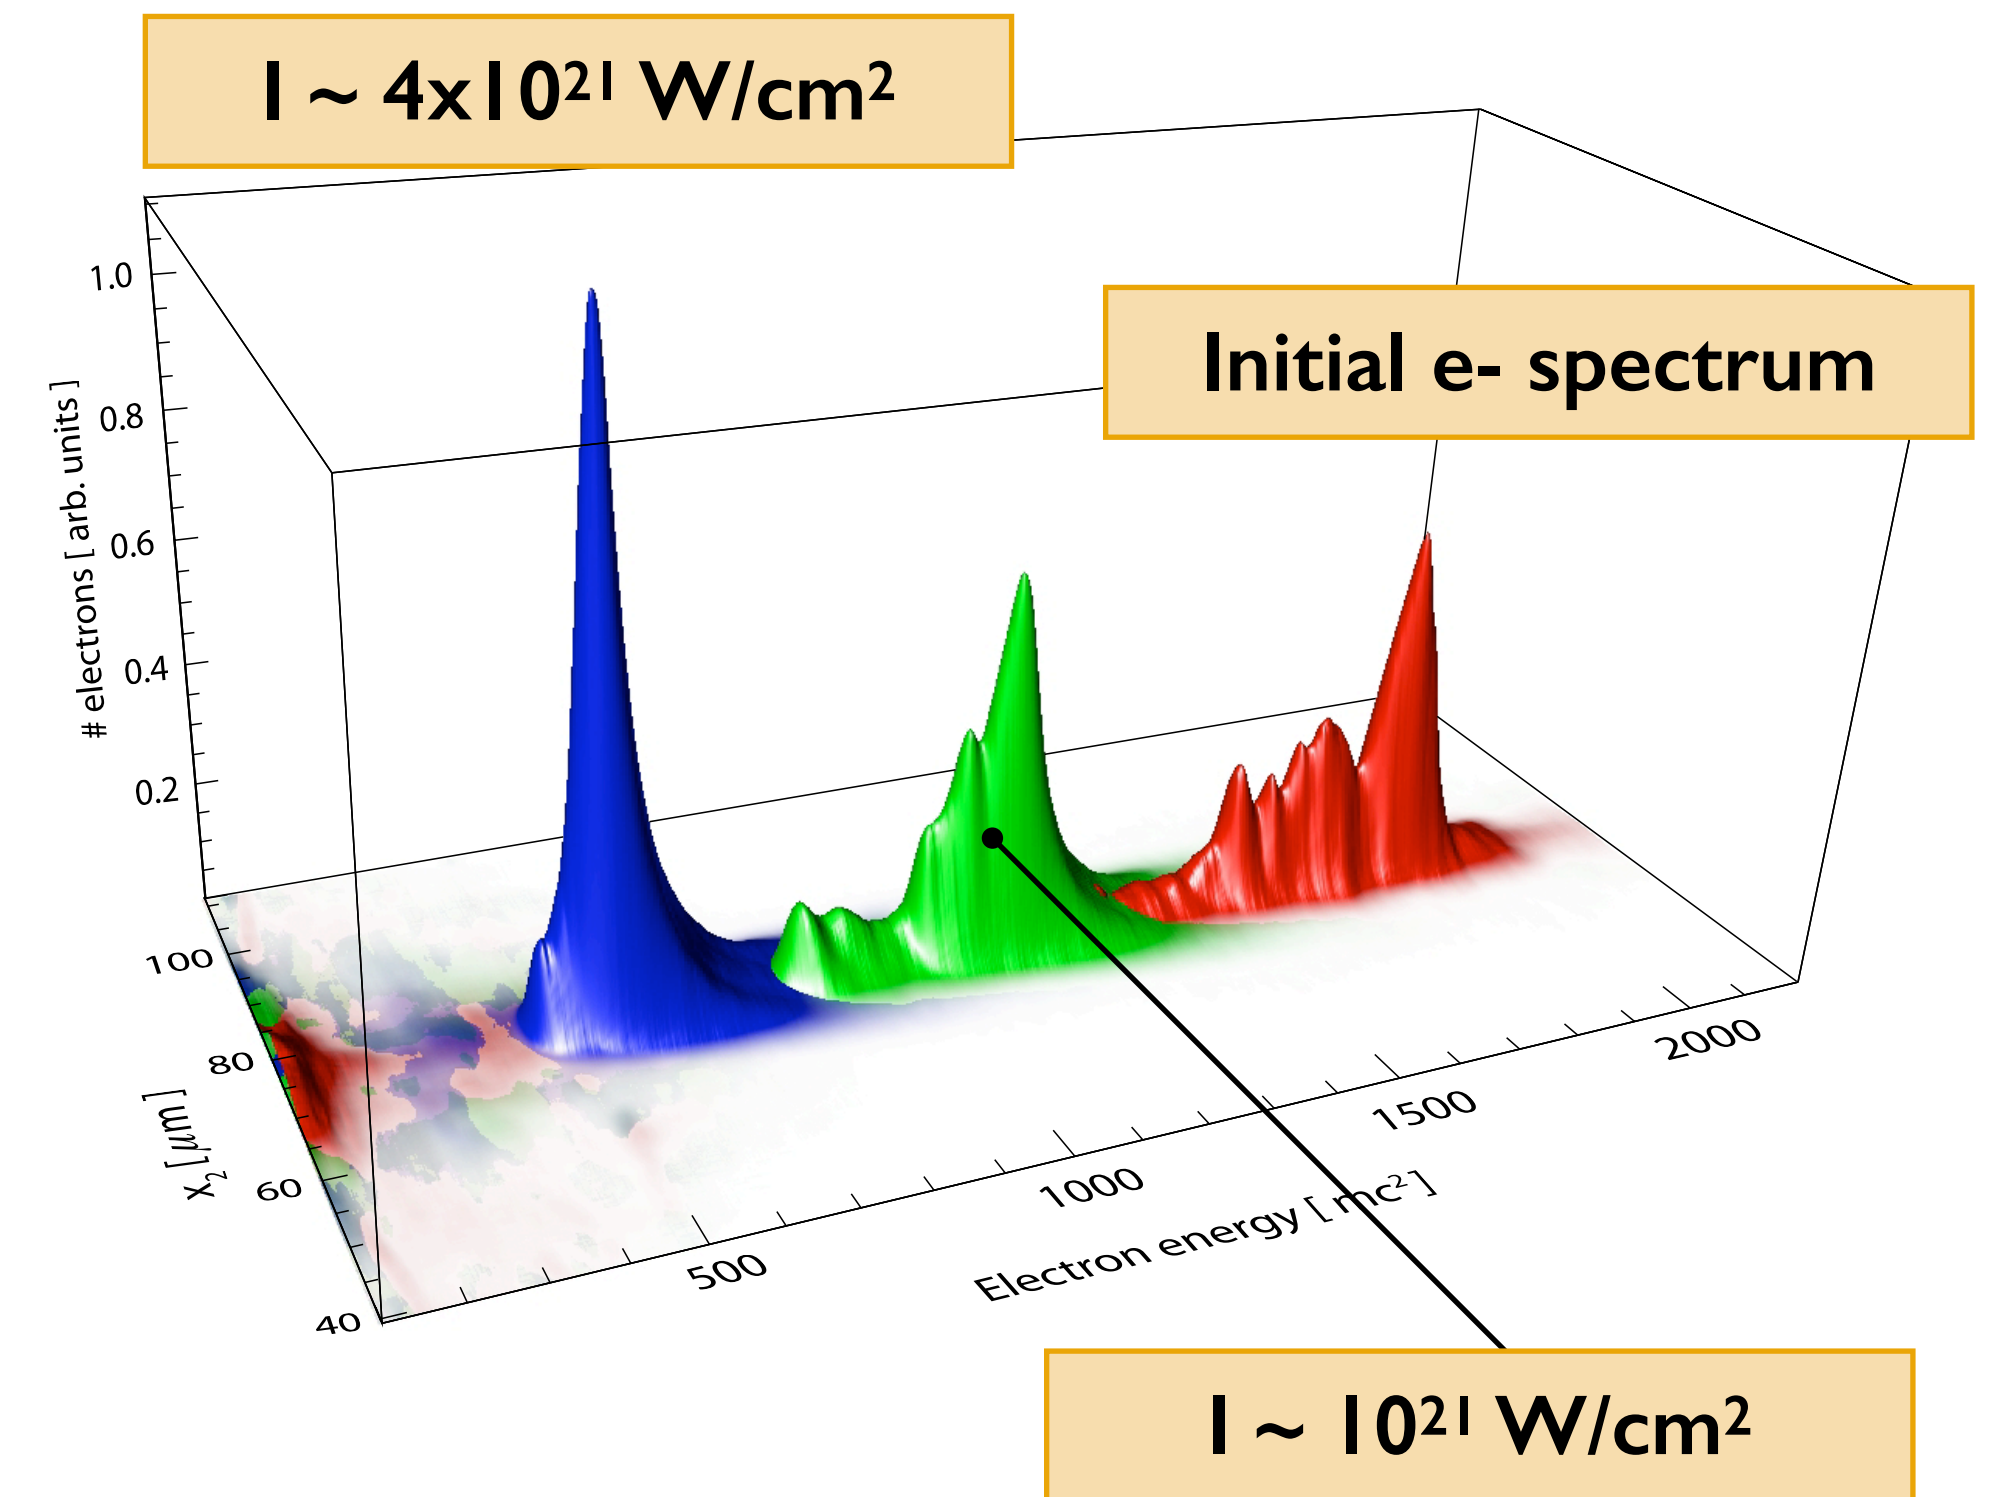 I ~ 4x10²¹ W/cm²
Initial e- spectrum
# electrons [ arb. units ]
1.0
0.8
0.6
0.4
0.2
100
80
60
40
x₂ [μm]
500
1000
1500
2000
Electron energy [ mc² ]
I ~ 10²¹ W/cm²